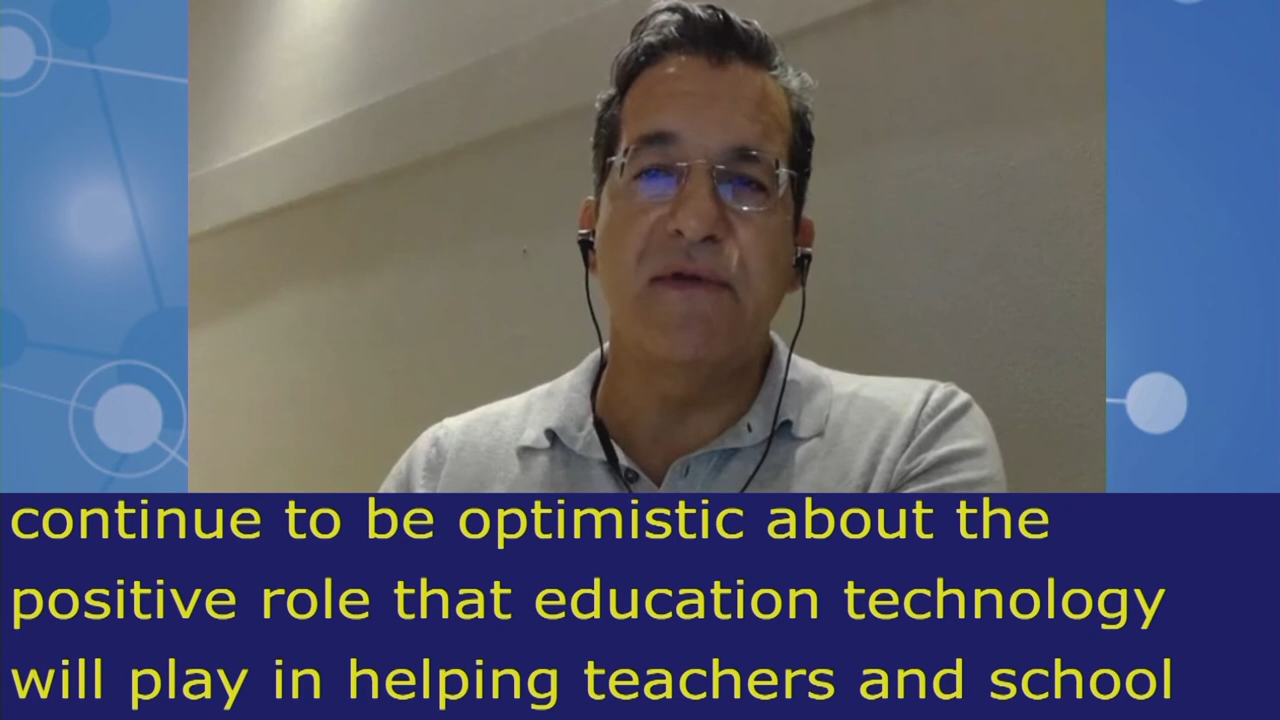 continue to be optimistic about the
positive role that education technology
will play in helping teachers and school